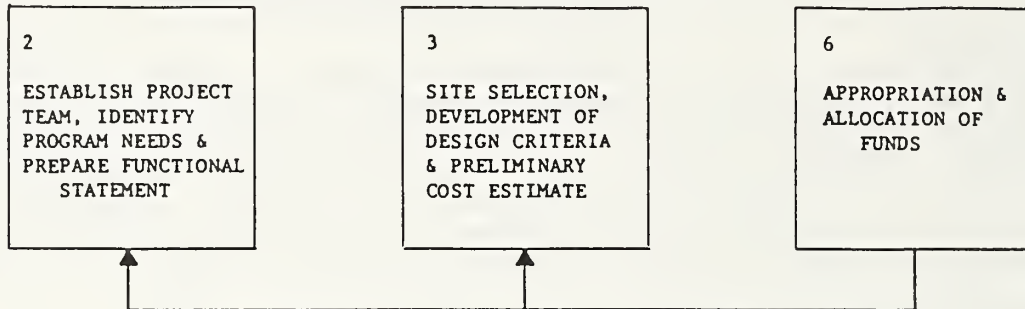 2
ESTABLISH PROJECT
TEAM, IDENTIFY
PROGRAM NEEDS &
PREPARE FUNCTIONAL
STATEMENT
3
SITE SELECTION,
DEVELOPMENT OF
DESIGN CRITERIA
& PRELIMINARY
COST ESTIMATE
6
APPROPRIATION &
ALLOCATION OF
FUNDS